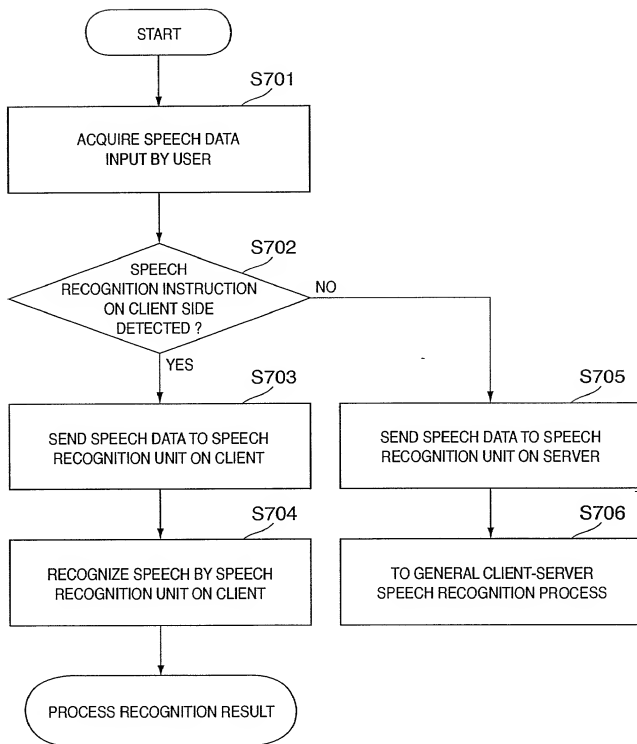 START
S701
ACQUIRE SPEECH DATA
INPUT BY USER
S702
SPEECH
RECOGNITION INSTRUCTION
ON CLIENT SIDE
DETECTED ?
NO
YES
S703
SEND SPEECH DATA TO SPEECH
RECOGNITION UNIT ON CLIENT
S705
SEND SPEECH DATA TO SPEECH
RECOGNITION UNIT ON SERVER
S704
RECOGNIZE SPEECH BY SPEECH
RECOGNITION UNIT ON CLIENT
S706
TO GENERAL CLIENT-SERVER
SPEECH RECOGNITION PROCESS
PROCESS RECOGNITION RESULT